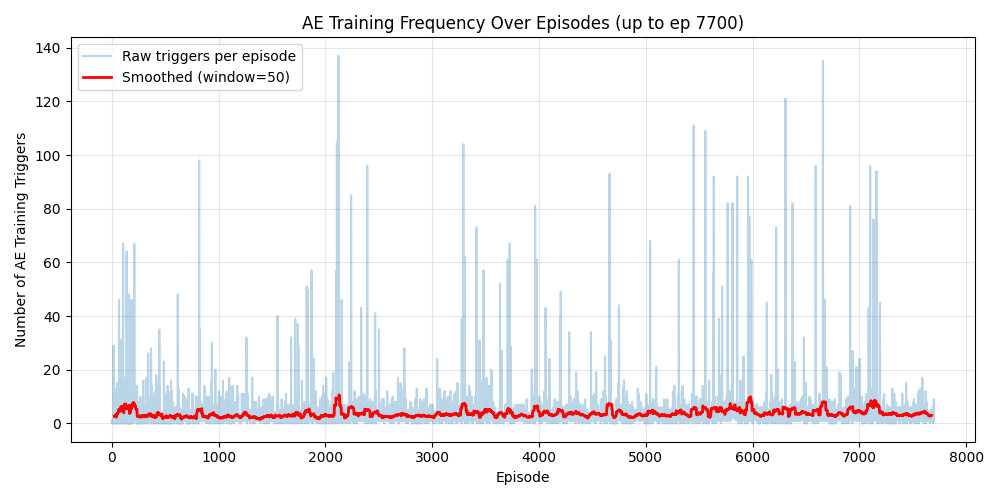 AE Training Frequency Over Episodes (up to ep 7700)
Raw triggers per episode
Smoothed (window=50)
Number of AE Training Triggers
140
120
100
80
60
40
20
0
0 1000 2000 3000 4000 5000 6000 7000 8000
Episode